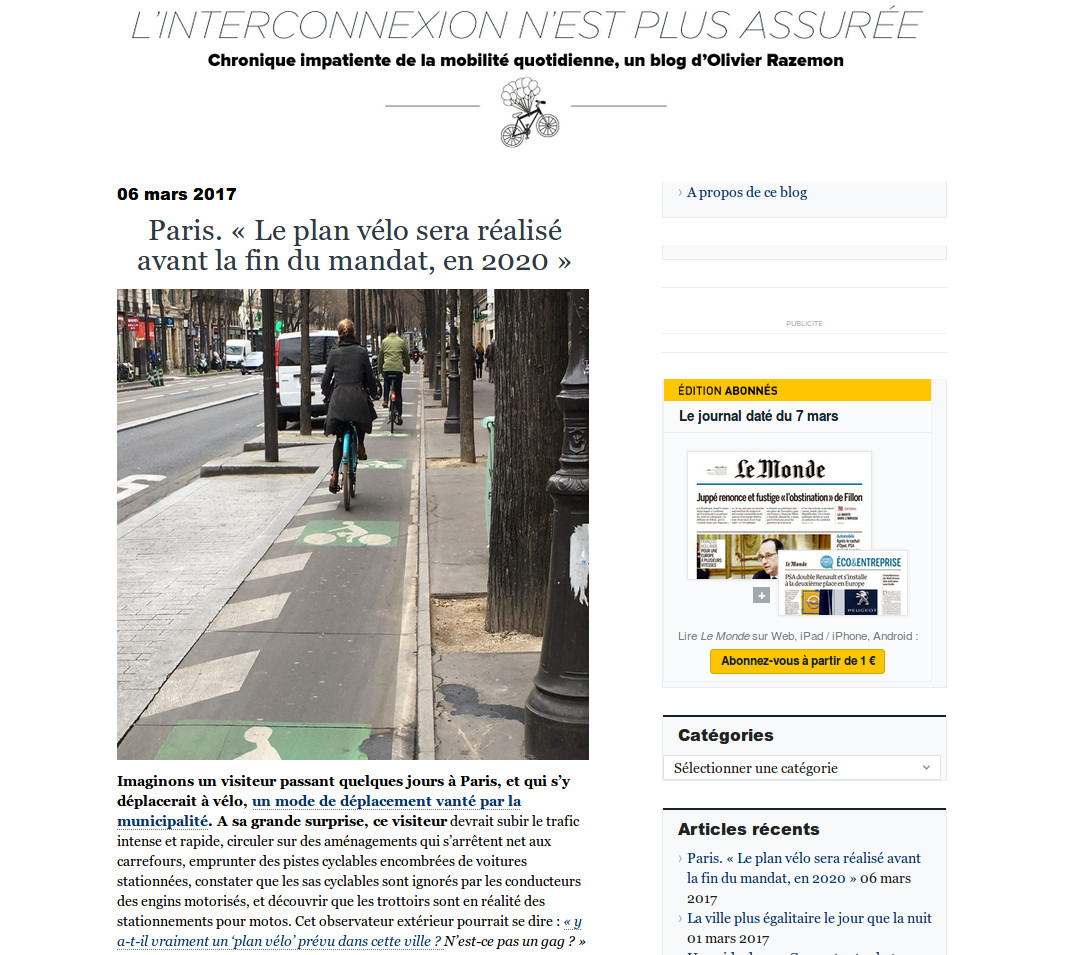 L'INTERCONNEXION N'EST PLUS ASSURÉE
Chronique impatiente de la mobilité quotidienne, un blog d'Olivier Razemon
06 mars 2017
Paris. « Le plan vélo sera réalisé
avant la fin du mandat, en 2020 »
Imaginons un visiteur passant quelques jours à Paris, et qui s'y
déplacerait à vélo, un mode de déplacement vanté par la
municipalité. A sa grande surprise, ce visiteur devrait subir le trafic
intense et rapide, circuler sur des aménagements qui s'arrêtent net aux
carrefours, emprunter des pistes cyclables encombrées de voitures
stationnées, constater que les sas cyclables sont ignorés par les conducteurs
des engins motorisés, et découvrir que les trottoirs sont en réalité des
stationnements pour motos. Cet observateur extérieur pourrait se dire : « y
a-t-il vraiment un 'plan vélo' prévu dans cette ville ? N'est-ce pas un gag ? »
› A propos de ce blog
PUBLICITE
ÉDITION ABONNÉS
Le journal daté du 7 mars
Le Monde
Juppé renonce et fustige « l'obstination » de Fillon
FRANÇOIS
HOLLANDE
POUR UNE
EUROPE
À PLUSIEURS
VITESSES
Le Monde
ÉCO & ENTREPRISE
PSA double Renault et s'installe
à la deuxième place en Europe
PEUGEOT
+
Lire Le Monde sur Web, iPad / iPhone, Android :
Abonnez-vous à partir de 1 €
Catégories
Sélectionner une catégorie
Articles récents
› Paris. « Le plan vélo sera réalisé avant
la fin du mandat, en 2020 » 06 mars
2017
› La ville plus égalitaire le jour que la nuit
01 mars 2017